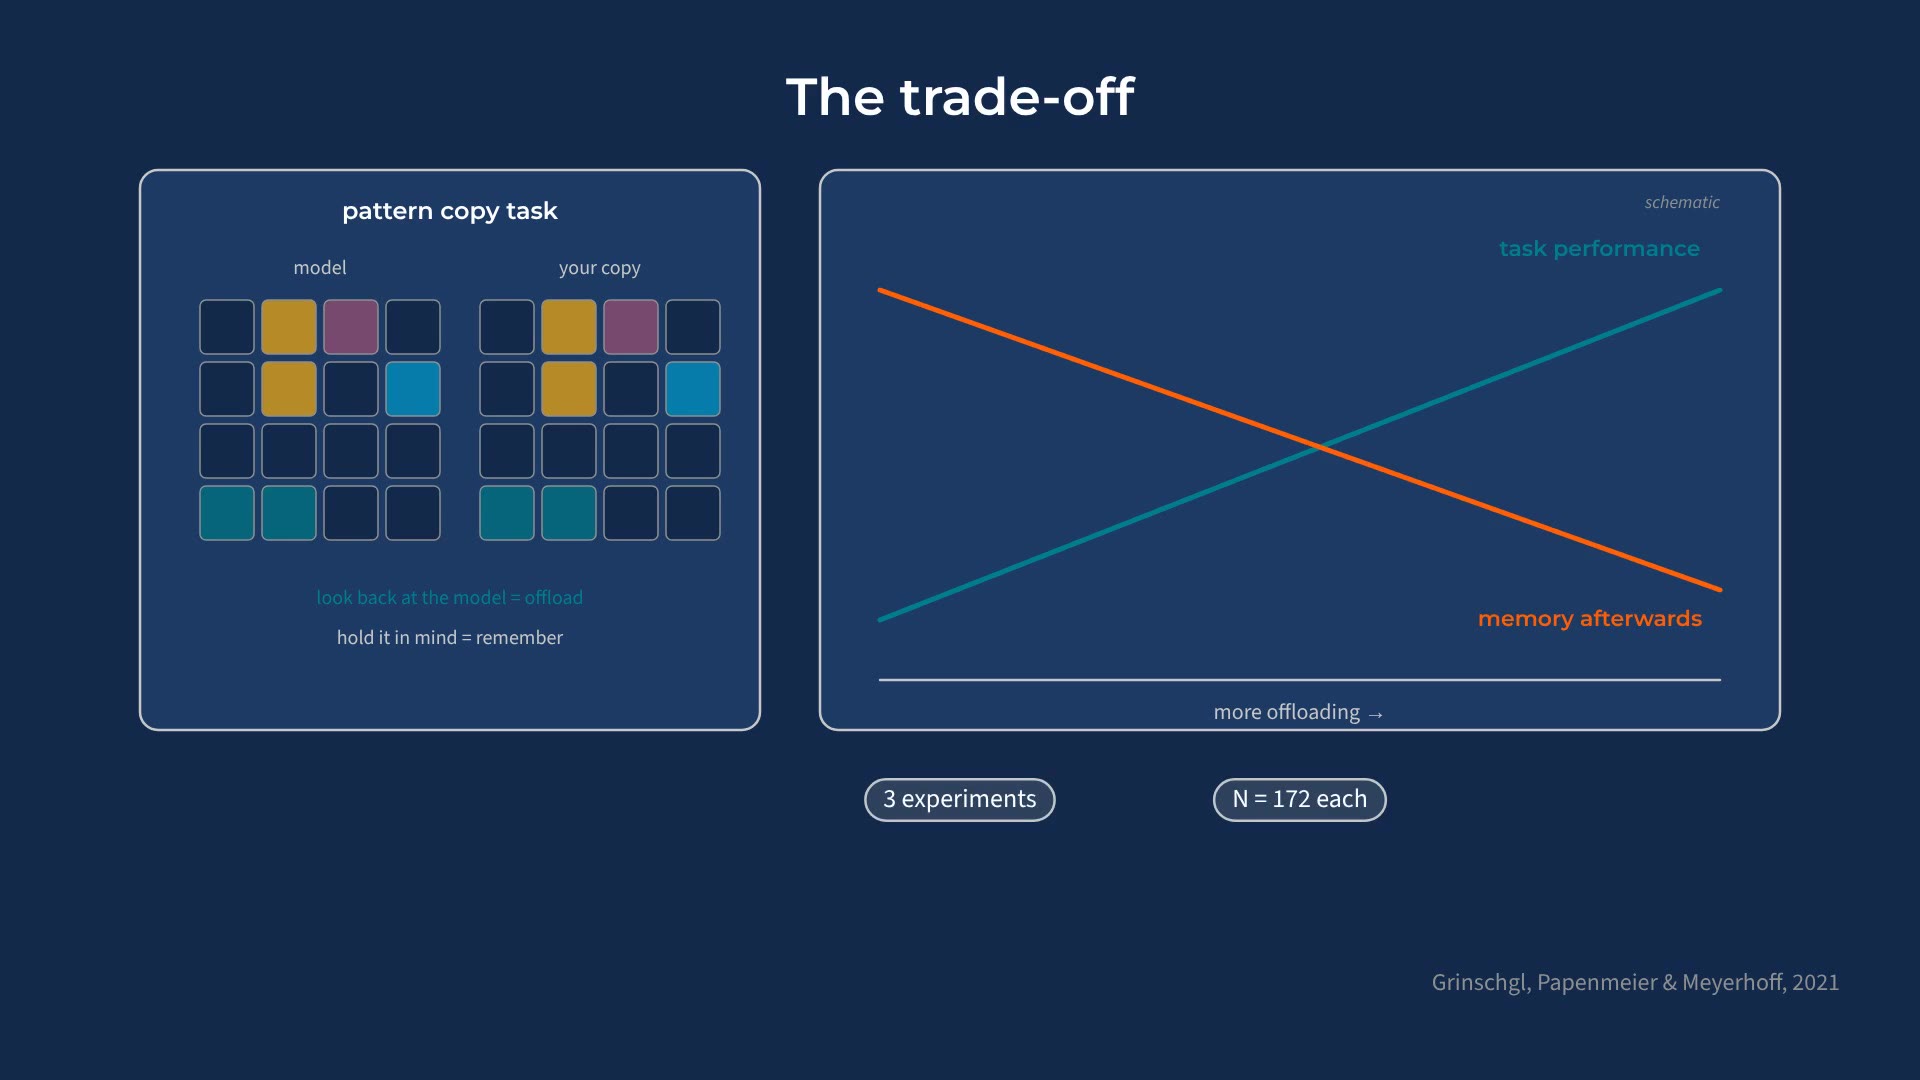 The trade-off
pattern copy task
model
your copy
look back at the model = offload
hold it in mind = remember
schematic
task performance
memory afterwards
more offloading →
3 experiments
N = 172 each
Grinschgl, Papenmeier & Meyerhoff, 2021